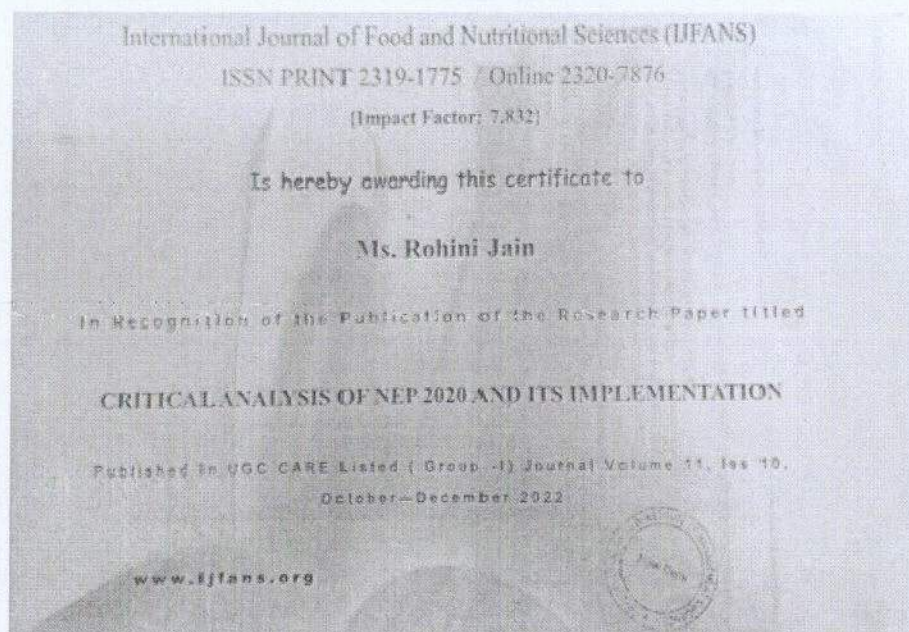 International Journal of Food and Nutritional Sciences (IJFANS)
ISSN PRINT 2319-1775 / Online 2320-7876
[Impact Factor: 7.832]
Is hereby awarding this certificate to
Ms. Rohini Jain
In Recognition of the Publication of the Research Paper titled
CRITICAL ANALYSIS OF NEP 2020 AND ITS IMPLEMENTATION
Published in UGC CARE Listed ( Group -I) Journal Volume 11, Iss 10,
October—December 2022
www.ijfans.org